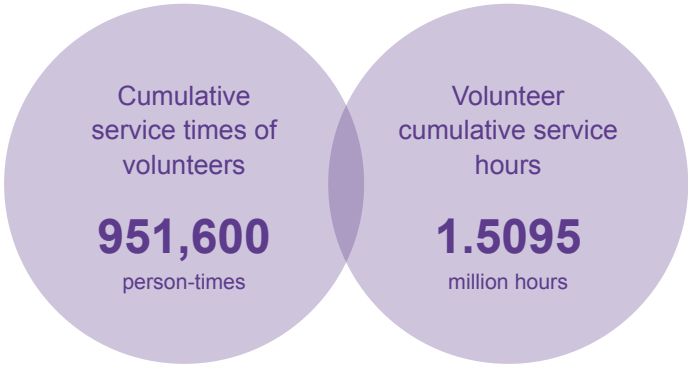 Cumulative
service times of
volunteers
951,600
person-times
Volunteer
cumulative service
hours
1.5095
million hours